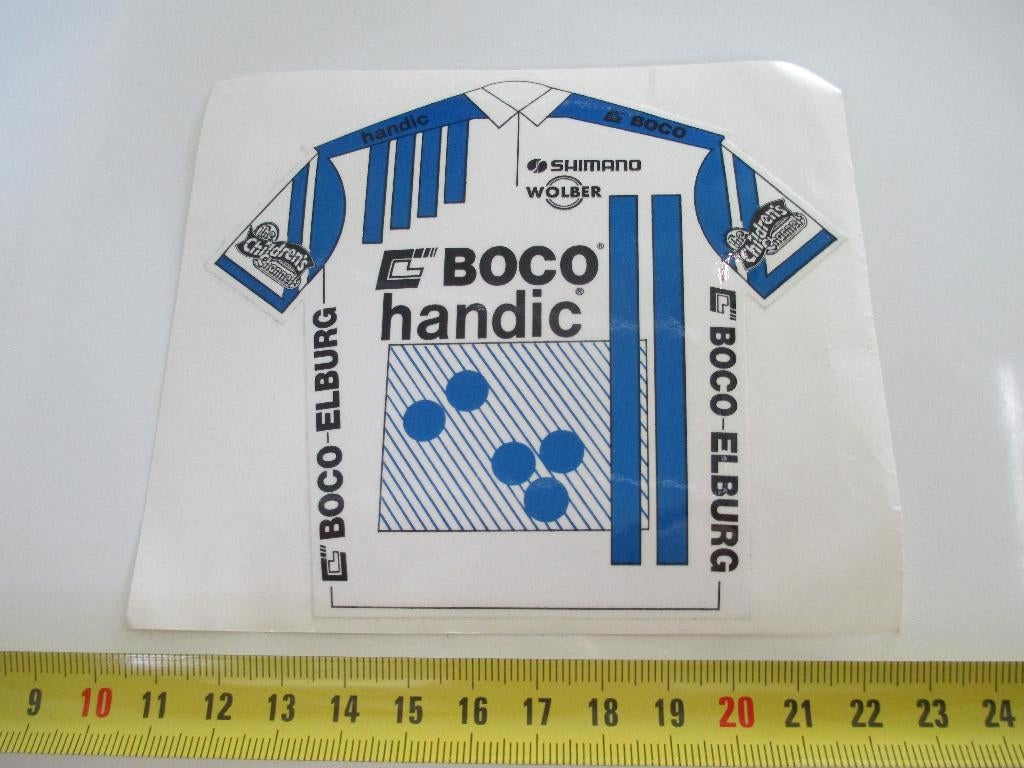 handic
BOCO
SHIMANO
WOLBER
The
Children's
Channel
The
Children's
Channel
BOCO®
handic®
BOCO-ELBURG
BOCO-ELBURG
9 10 11 12 13 14 15 16 17 18 19 20 21 22 23 24